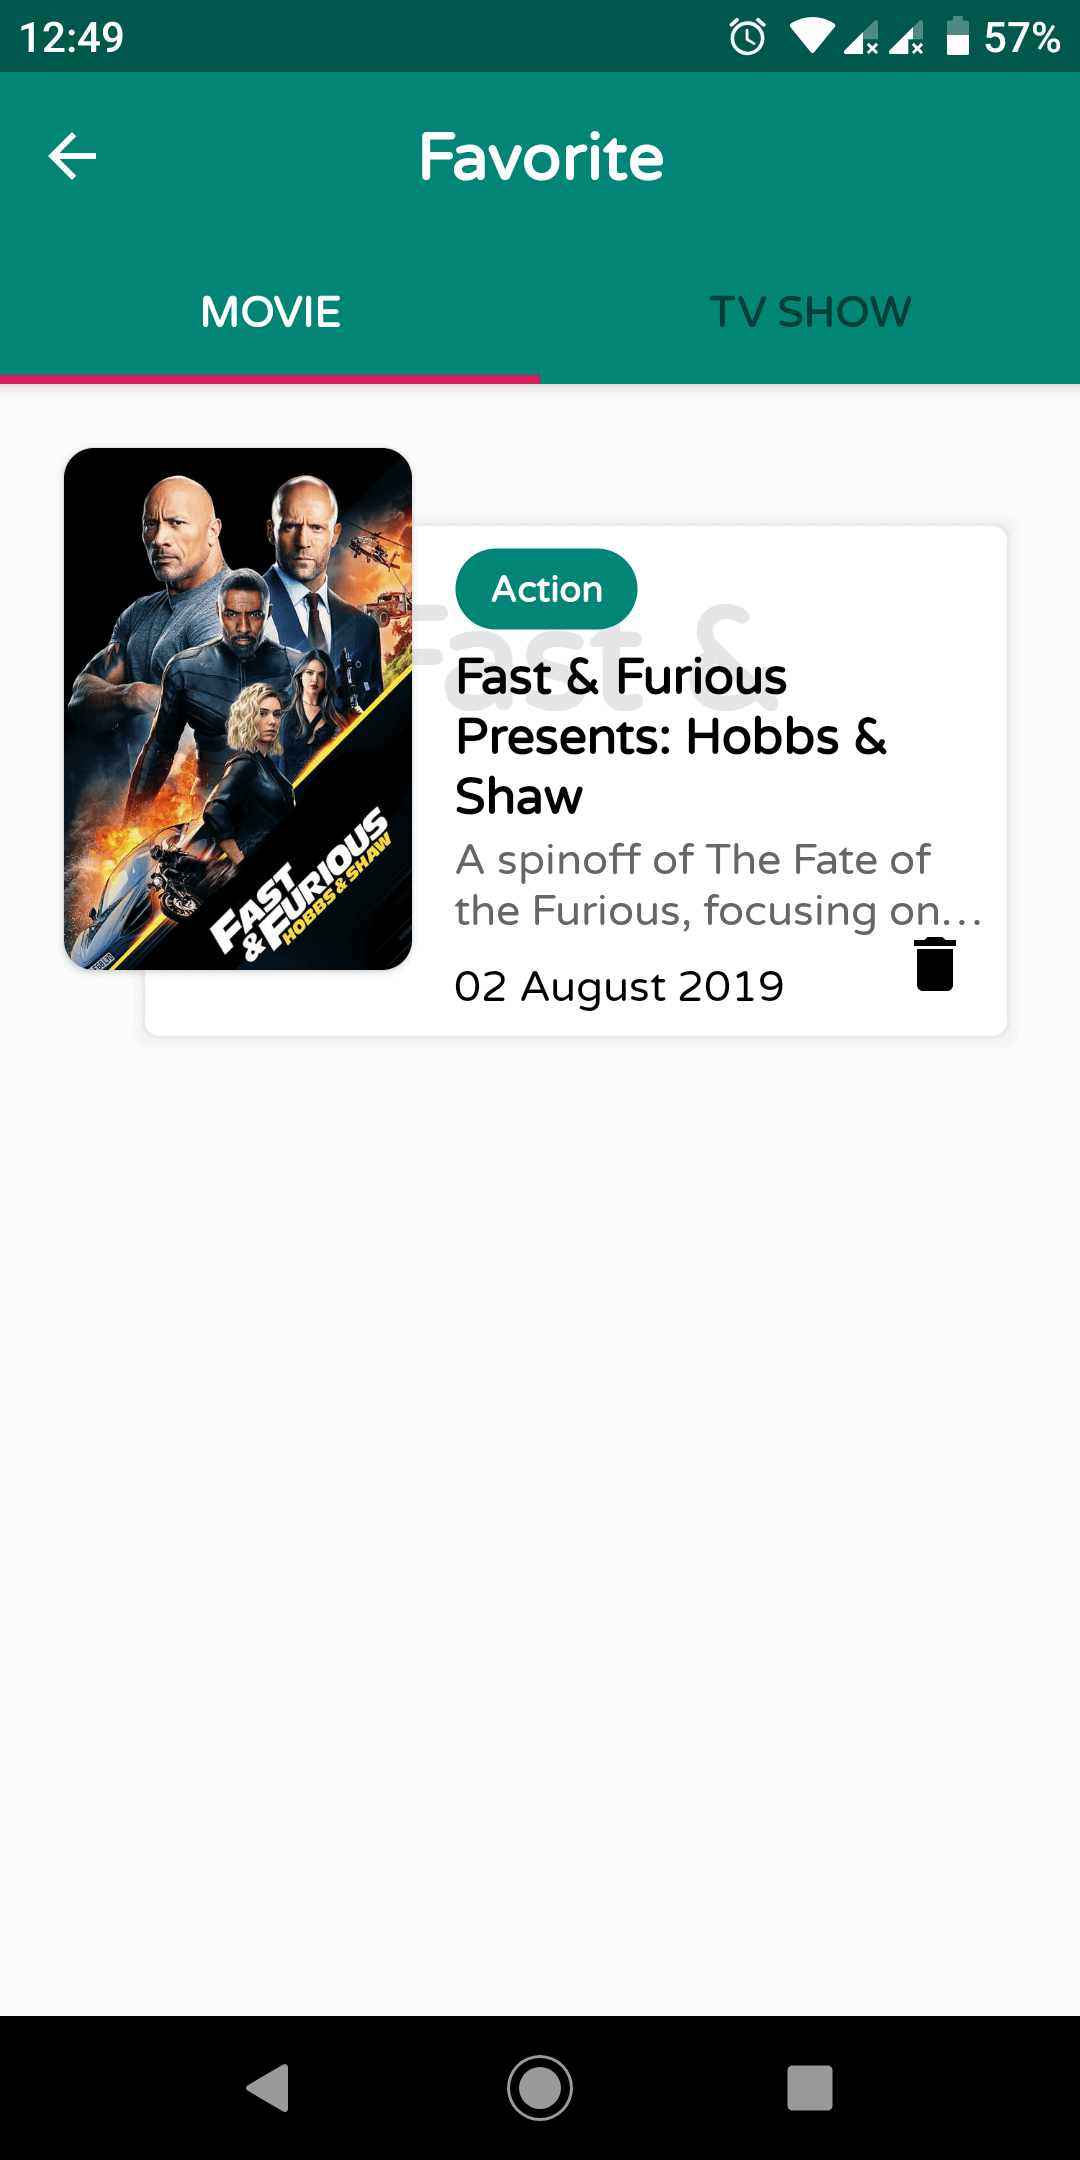 12:49
57%
Favorite
MOVIE
TV SHOW
Action
Fast &
Fast & Furious
Presents: Hobbs &
Shaw
A spinoff of The Fate of
the Furious, focusing on...
02 August 2019
FAST
& FURIOUS
HOBBS & SHAW